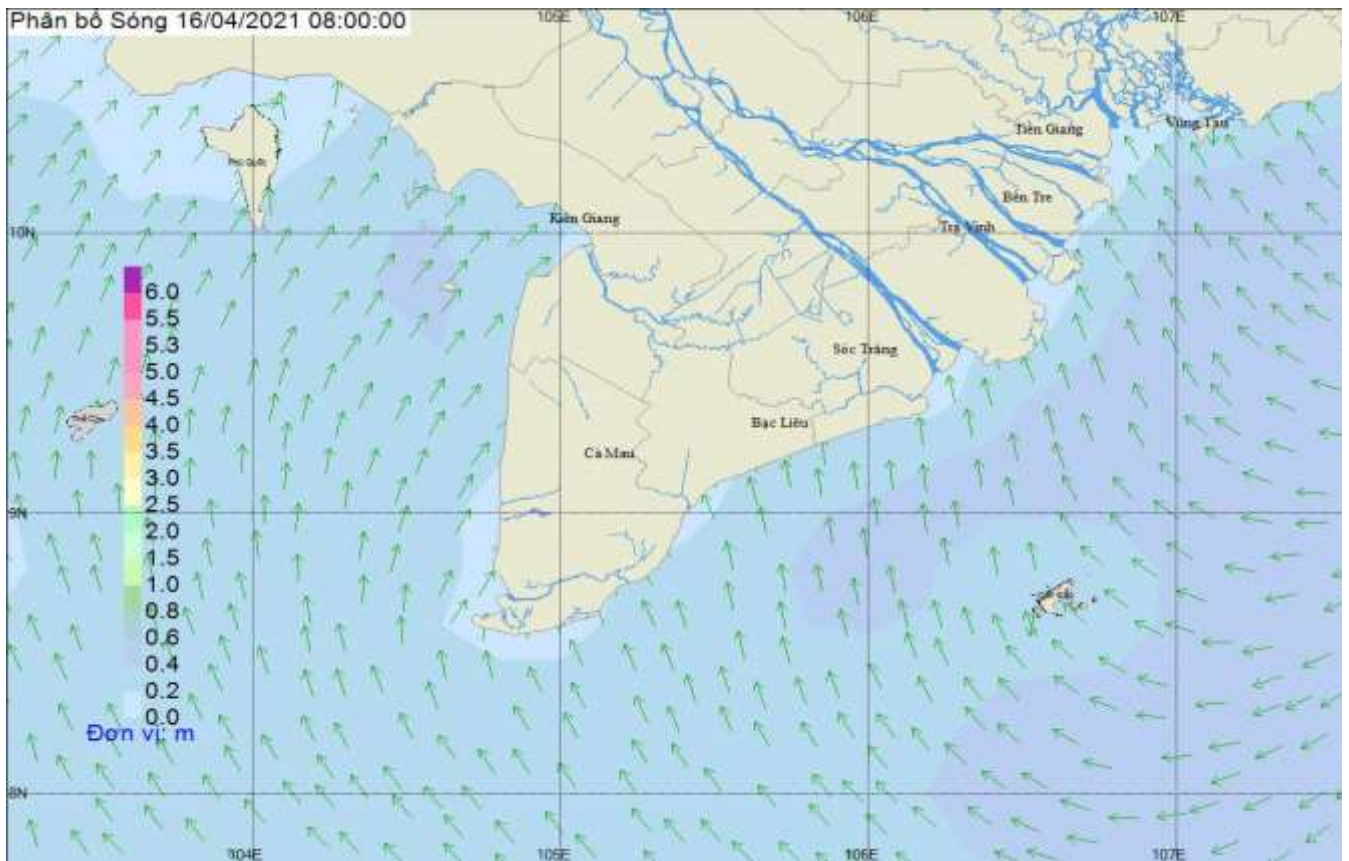 Phân bố Sóng 16/04/2021 08:00:00
105E
106E
107E
Vũng Tàu
Tiền Giang
Phú Quốc
Bến Tre
Kiên Giang
Trà Vinh
10N
6.0
5.5
5.3
5.0
4.5
4.0
3.5
3.0
2.5
2.0
1.5
1.0
0.8
0.6
0.4
0.2
0.0
Đơn vị: m
Sóc Trăng
Bạc Liêu
Cà Mau
9N
8N
104E
105E
106E
107E